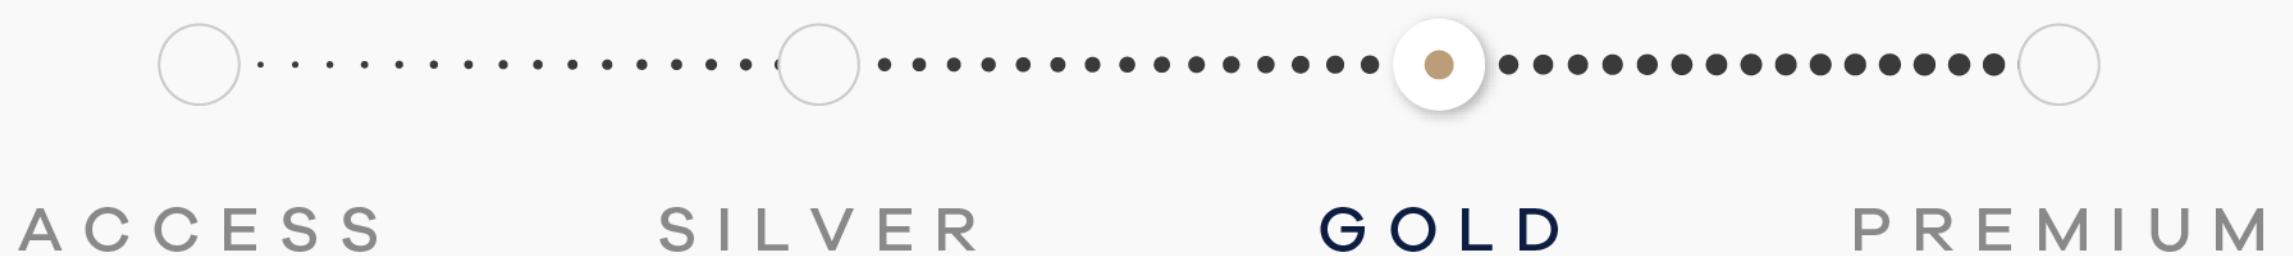 ACCESS SILVER GOLD PREMIUM